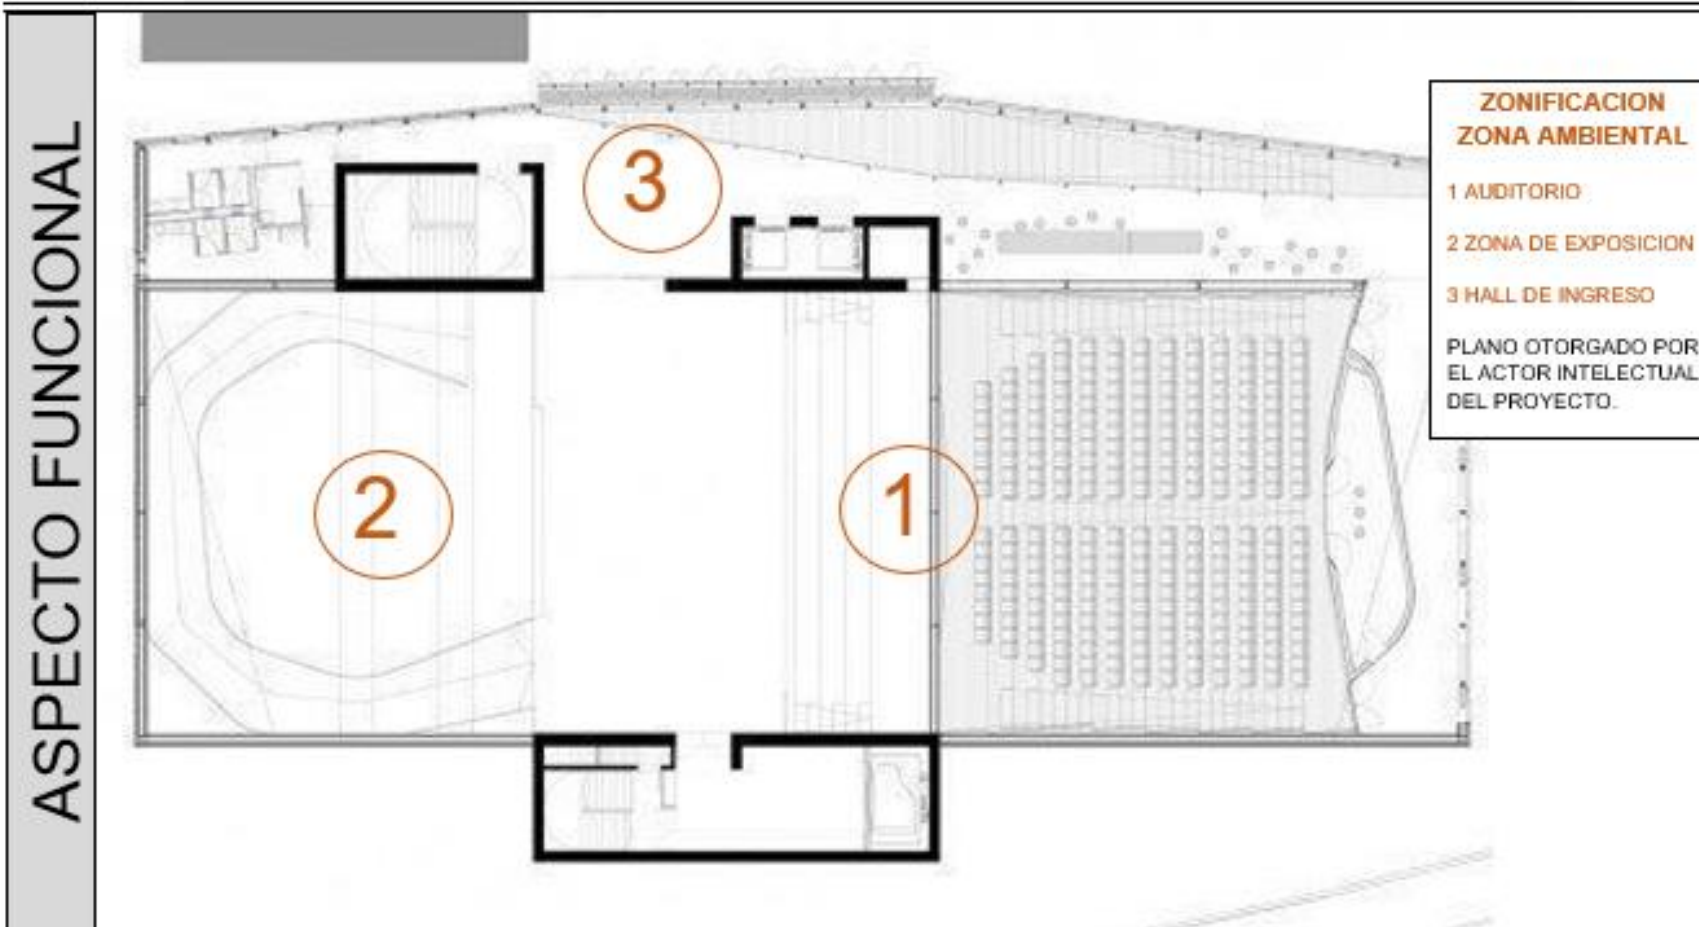 ASPECTO FUNCIONAL
3
2
1
ZONIFICACION
ZONA AMBIENTAL
1 AUDITORIO
2 ZONA DE EXPOSICION
3 HALL DE INGRESO
PLANO OTORGADO POR
EL ACTOR INTELECTUAL
DEL PROYECTO.